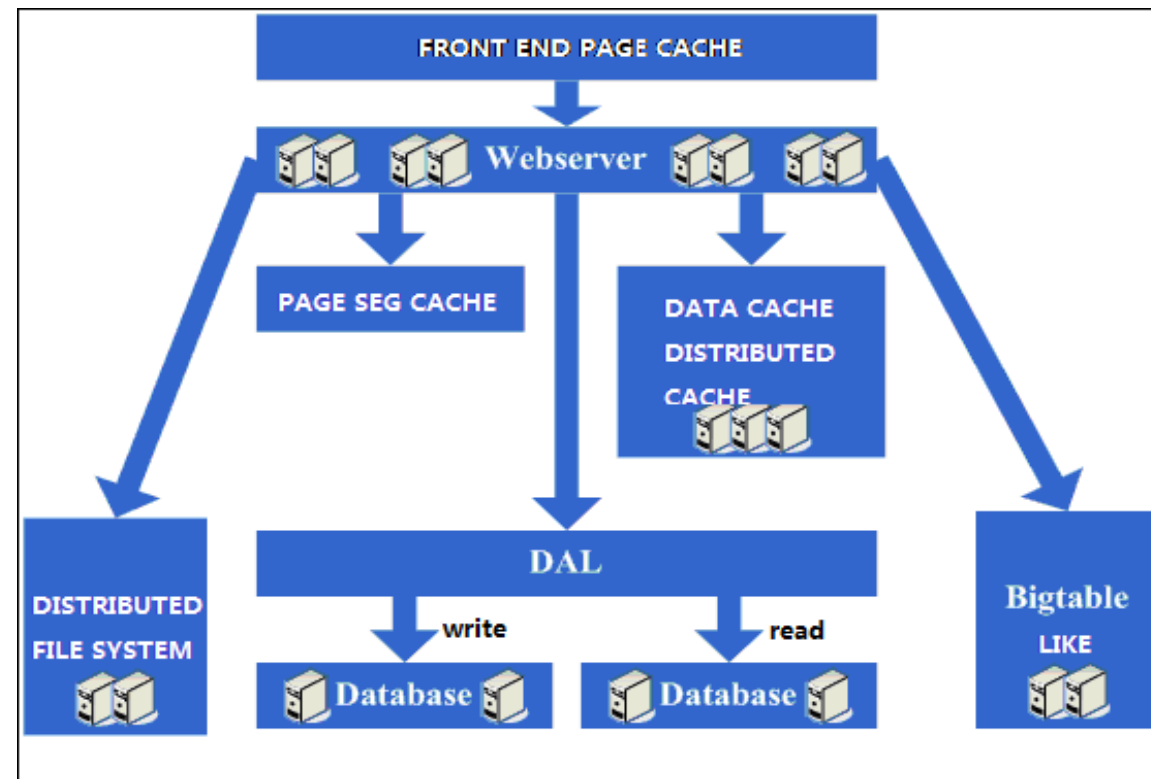 FRONT END PAGE CACHE
Webserver
PAGE SEG CACHE
DATA CACHE
DISTRIBUTED
CACHE
DAL
DISTRIBUTED
FILE SYSTEM
write
read
Bigtable
LIKE
Database
Database